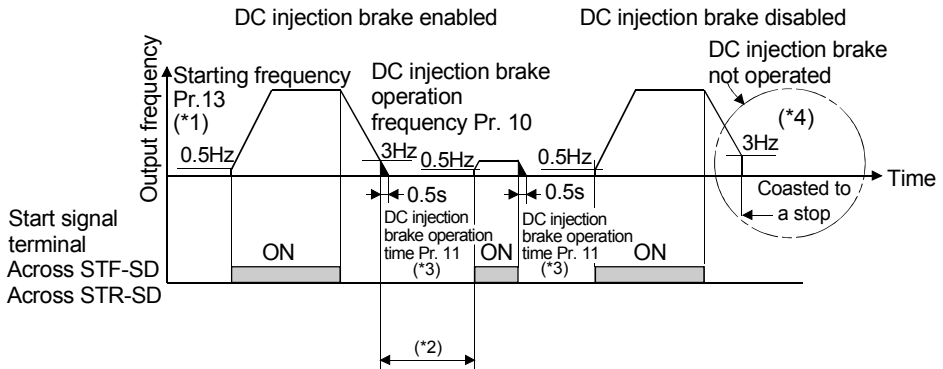 DC injection brake enabled
DC injection brake disabled
Output frequency
Starting frequency
Pr.13
(*1)
DC injection brake
operation
frequency Pr. 10
DC injection brake
not operated
(*4)
0.5Hz
3Hz
0.5Hz
0.5Hz
3Hz
Time
0.5s
0.5s
Coasted to
a stop
DC injection
brake operation
time Pr. 11
(*3)
DC injection
brake operation
time Pr. 11
(*3)
Start signal
terminal
Across STF-SD
Across STR-SD
ON
ON
ON
(*2)